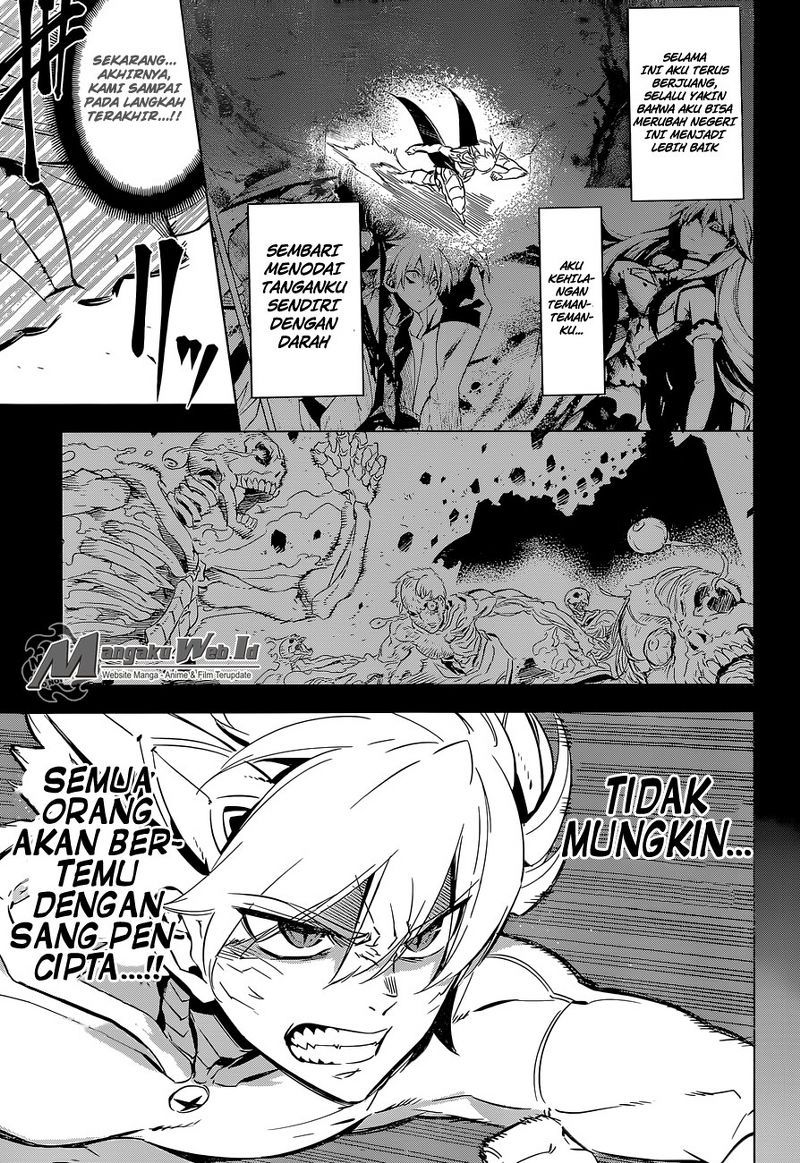 SELAMA
INI AKU TERUS
BERJUANG,
SELALU YAKIN
BAHWA AKU BISA
MERUBAH NEGERI
INI MENJADI
LEBIH BAIK
AKU
KEHILA-
NGAN
TEMAN-
TEMAN-
KU...
SEMBARI
MENODAI
TANGANKU
SENDIRI
DENGAN
DARAH
SEKARANG...
AKHIRNYA,
KAMI SAMPAI
PADA LANGKAH
TERAKHIR...!!
Mangaku Web.Id
Website Manga - Anime & Film Terupdate
TIDAK
MUNGKIN...
SEMUA
ORANG
AKAN BER-
TEMU
DENGAN
SANG PEN-
CIPTA....!!